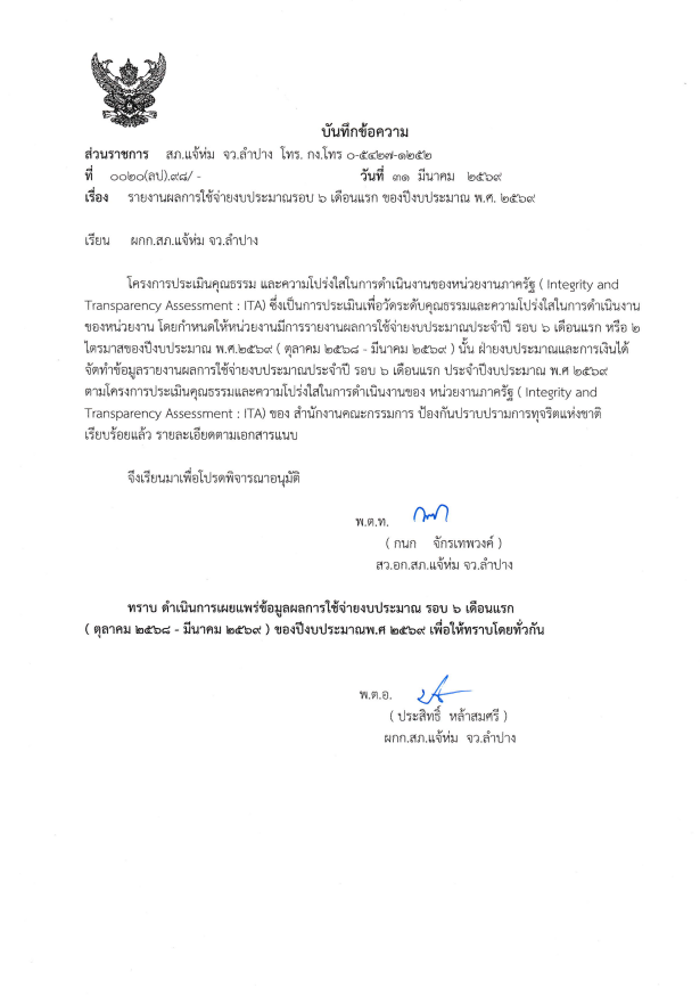 บันทึกข้อความ
ส่วนราชการ สภ.แจ้ห่ม จว.ลำปาง โทร. กง.โทร ๐-๕๔๒๗-๑๒๕๒
ที่ ๐๐๒๐(ลป).๙๘/ - วันที่ ๓๑ มีนาคม ๒๕๖๙
เรื่อง รายงานผลการใช้จ่ายงบประมาณรอบ ๖ เดือนแรก ของปีงบประมาณ พ.ศ. ๒๕๖๙
เรียน ผกก.สภ.แจ้ห่ม จว.ลำปาง
โครงการประเมินคุณธรรม และความโปร่งใสในการดำเนินงานของหน่วยงานภาครัฐ ( Integrity and
Transparency Assessment : ITA) ซึ่งเป็นการประเมินเพื่อวัดระดับคุณธรรมและความโปร่งใสในการดำเนินงาน
ของหน่วยงาน โดยกำหนดให้หน่วยงานมีการรายงานผลการใช้จ่ายงบประมาณประจำปี รอบ ๖ เดือนแรก หรือ ๒
ไตรมาสของปีงบประมาณ พ.ศ.๒๕๖๙ ( ตุลาคม ๒๕๖๘ - มีนาคม ๒๕๖๙ ) นั้น ฝ่ายงบประมาณและการเงินได้
จัดทำข้อมูลรายงานผลการใช้จ่ายงบประมาณประจำปี รอบ ๖ เดือนแรก ประจำปีงบประมาณ พ.ศ ๒๕๖๙
ตามโครงการประเมินคุณธรรมและความโปร่งใสในการดำเนินงานของ หน่วยงานภาครัฐ ( Integrity and
Transparency Assessment : ITA) ของ สำนักงานคณะกรรมการ ป้องกันปราบปรามการทุจริตแห่งชาติ
เรียบร้อยแล้ว รายละเอียดตามเอกสารแนบ
จึงเรียนมาเพื่อโปรดพิจารณาอนุมัติ
พ.ต.ท.
( กนก จักรเทพวงค์ )
สว.อก.สภ.แจ้ห่ม จว.ลำปาง
ทราบ ดำเนินการเผยแพร่ข้อมูลผลการใช้จ่ายงบประมาณ รอบ ๖ เดือนแรก
( ตุลาคม ๒๕๖๘ - มีนาคม ๒๕๖๙ ) ของปีงบประมาณพ.ศ ๒๕๖๙ เพื่อให้ทราบโดยทั่วกัน
พ.ต.อ.
( ประสิทธิ์ หล้าสมศรี )
ผกก.สภ.แจ้ห่ม จว.ลำปาง